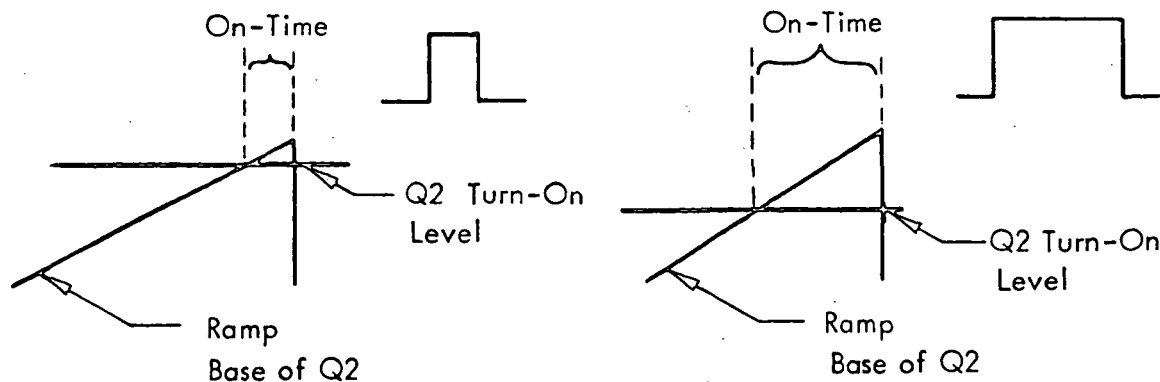 On-Time
Q2 Turn-On
Level
Ramp
Base of Q2
On-Time
Q2 Turn-On
Level
Ramp
Base of Q2